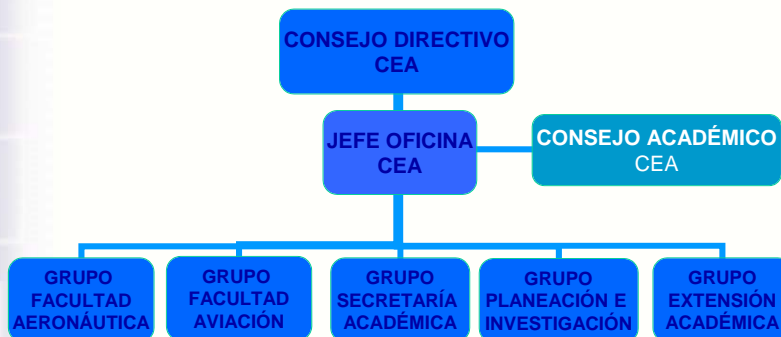 CONSEJO DIRECTIVO
CEA
JEFE OFICINA
CEA
CONSEJO ACADÉMICO
CEA
GRUPO
FACULTAD
AERONÁUTICA
GRUPO
FACULTAD
AVIACIÓN
GRUPO
SECRETARÍA
ACADÉMICA
GRUPO
PLANEACIÓN E
INVESTIGACIÓN
GRUPO
EXTENSIÓN
ACADÉMICA